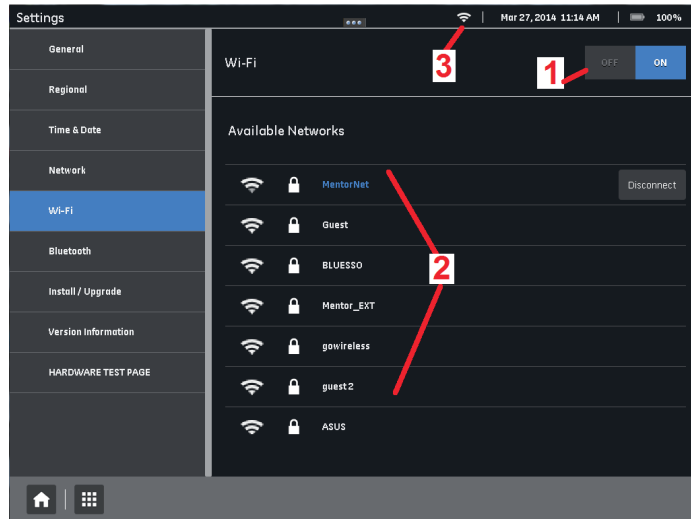 Settings
Mar 27, 2014 11:14 AM
100%
General
Regional
Time & Date
Network
Wi-Fi
Bluetooth
Install / Upgrade
Version Information
HARDWARE TEST PAGE
Wi-Fi
3
1
OFF
ON
Available Networks
MentorNet
Disconnect
Guest
BLUESSO
2
Mentor_EXT
gowireless
guest 2
ASUS